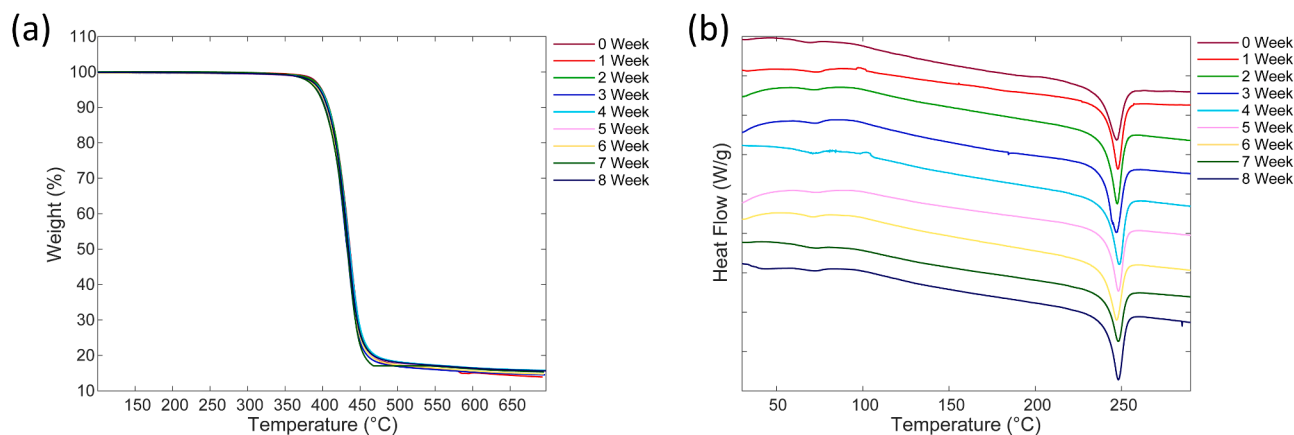 (a)
110
100
90
80
70
60
50
40
30
20
10
Weight (%)
150 200 250 300 350 400 450 500 550 600 650
Temperature (°C)
0 Week
1 Week
2 Week
3 Week
4 Week
5 Week
6 Week
7 Week
8 Week
(b)
Heat Flow (W/g)
50 100 150 200 250
Temperature (°C)
0 Week
1 Week
2 Week
3 Week
4 Week
5 Week
6 Week
7 Week
8 Week